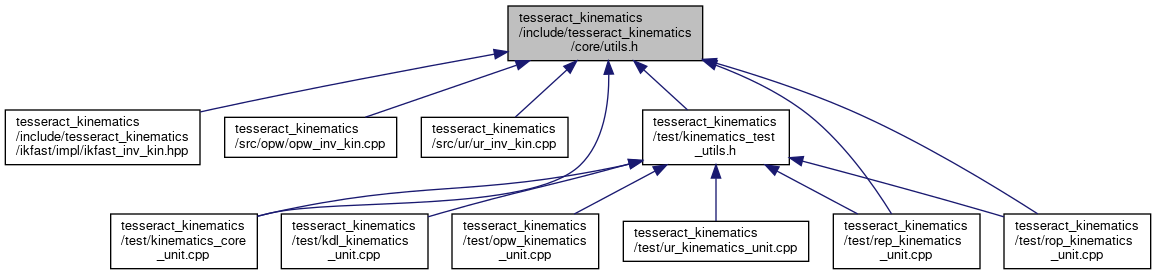 tesseract_kinematics
/include/tesseract_kinematics
/core/utils.h
tesseract_kinematics
/include/tesseract_kinematics
/ikfast/impl/ikfast_inv_kin.hpp
tesseract_kinematics
/src/opw/opw_inv_kin.cpp
tesseract_kinematics
/src/ur/ur_inv_kin.cpp
tesseract_kinematics
/test/kinematics_test
_utils.h
tesseract_kinematics
/test/kinematics_core
_unit.cpp
tesseract_kinematics
/test/kdl_kinematics
_unit.cpp
tesseract_kinematics
/test/opw_kinematics
_unit.cpp
tesseract_kinematics
/test/ur_kinematics_unit.cpp
tesseract_kinematics
/test/rep_kinematics
_unit.cpp
tesseract_kinematics
/test/rop_kinematics
_unit.cpp